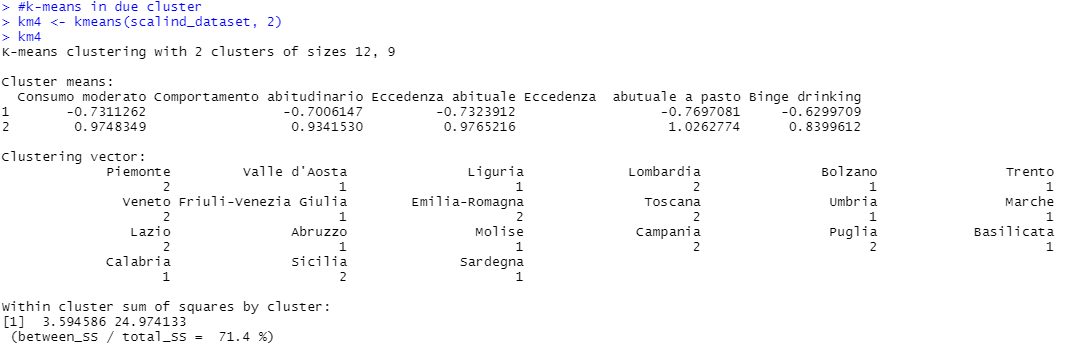 > #k-means in due cluster
> km4 <- kmeans(scalind_dataset, 2)
> km4
K-means clustering with 2 clusters of sizes 12, 9

Cluster means:
  Consumo moderato Comportamento abitudinario Eccedenza abituale Eccedenza  abutuale a pasto Binge drinking
1       -0.7311262                 -0.7006147         -0.7323912                  -0.7697081     -0.6299709
2        0.9748349                  0.9341530          0.9765216                   1.0262774      0.8399612

Clustering vector:
             Piemonte         Valle d'Aosta               Liguria             Lombardia               Bolzano                Trento
                    2                     1                     1                     2                     1                     1
               Veneto Friuli-Venezia Giulia        Emilia-Romagna               Toscana                Umbria                Marche
                    2                     1                     2                     2                     1                     1
                Lazio               Abruzzo                Molise              Campania                Puglia            Basilicata
                    2                     1                     1                     2                     2                     1
             Calabria               Sicilia              Sardegna
                    1                     2                     1

Within cluster sum of squares by cluster:
[1]  3.594586 24.974133
 (between_SS / total_SS =  71.4 %)